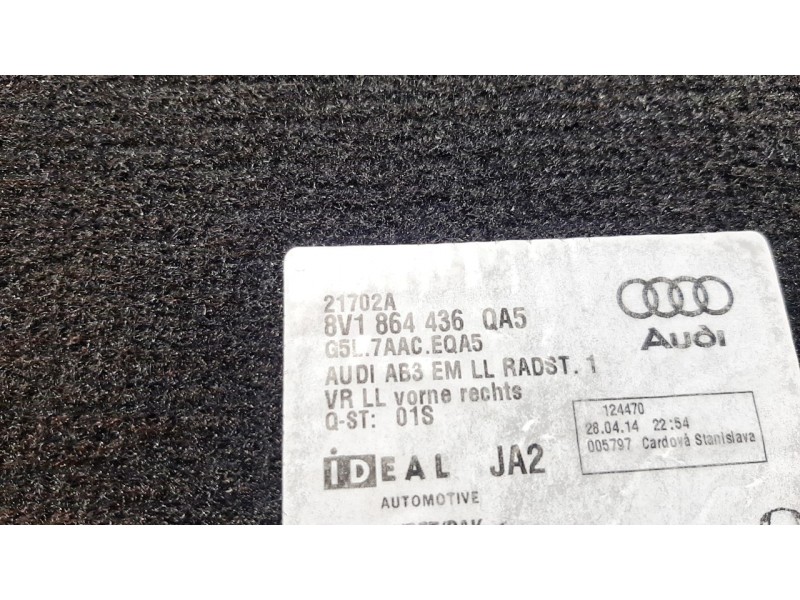 21702A
8V1 864 436 QA5
G5L.7AAC.EQA5
AUDI AB3 EM LL RADST. 1
VR LL vorne rechts
Q-ST: 01S
Audi
124470
28.04.14 22:54
005797 Cardová Stanislava
IDEAL JA2
AUTOMOTIVE